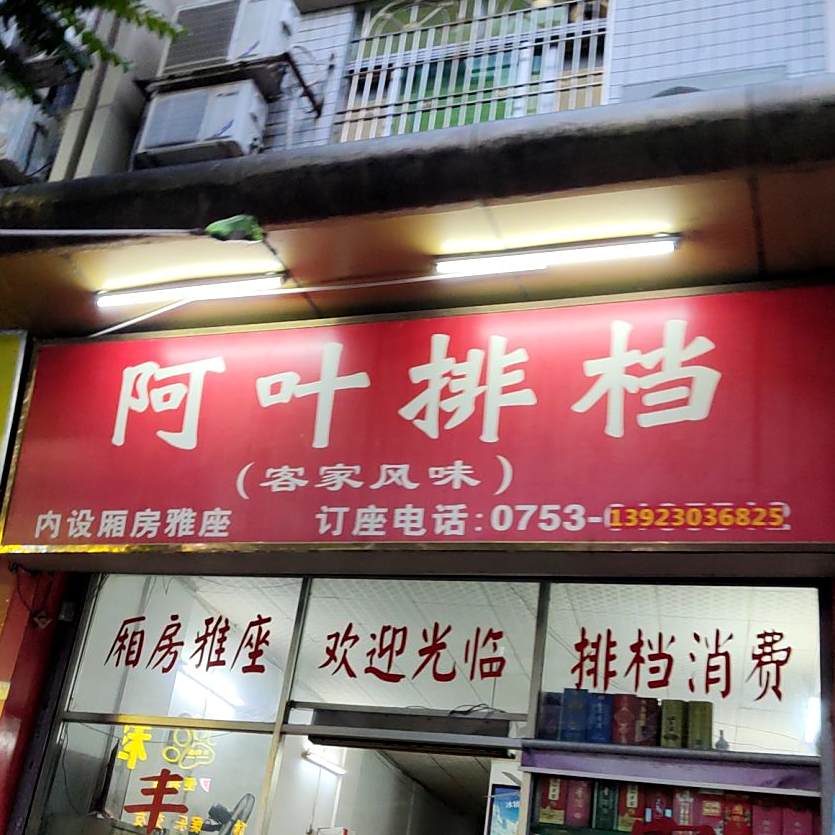 阿叶排档
(客家风味)
内设厢房雅座 订座电话:0753-
13923036825
厢房雅座 欢迎光临 排档消费
丰